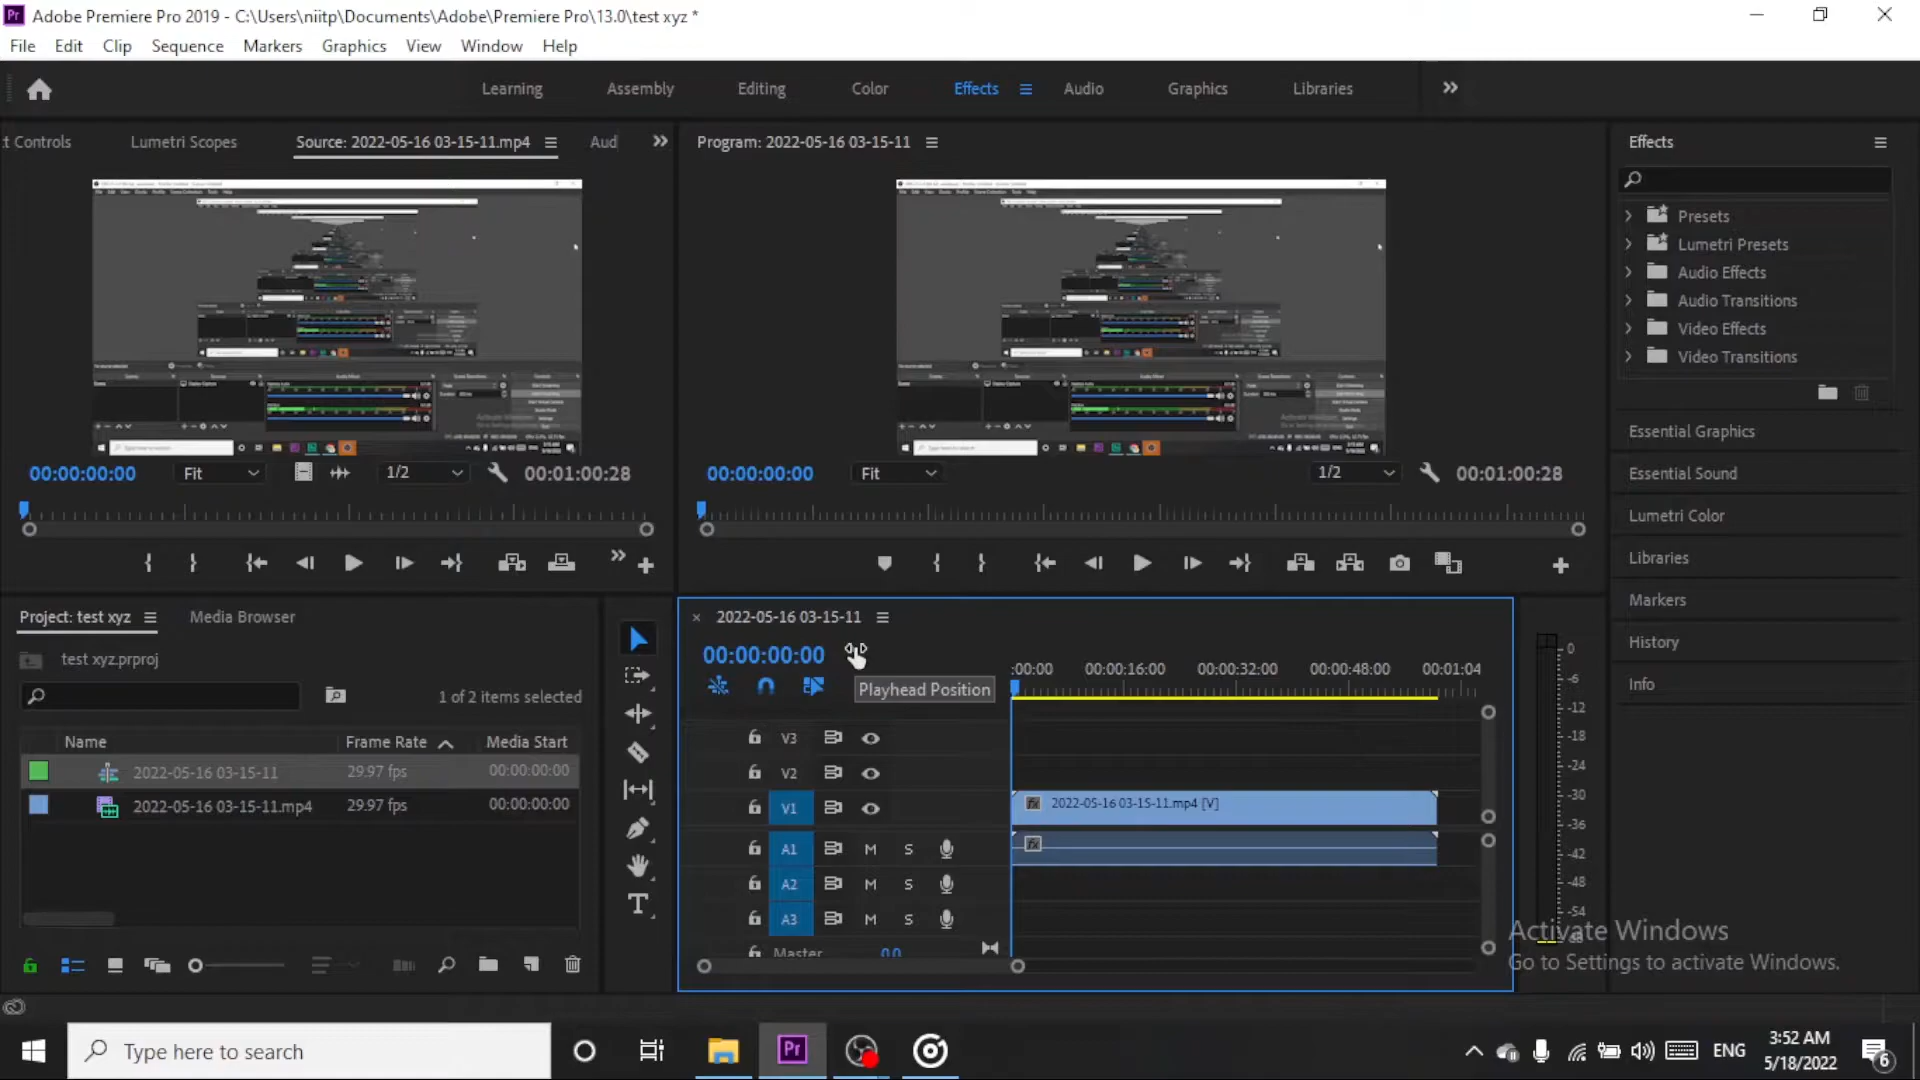 Pr Adobe Premiere Pro 2019 - C:\Users\niitp\Documents\Adobe\Premiere Pro\13.0\test xyz *
File Edit Clip Sequence Markers Graphics View Window Help
Learning Assembly Editing Color Effects Audio Graphics Libraries
t Controls Lumetri Scopes Source: 2022-05-16 03-15-11.mp4 Aud
Program: 2022-05-16 03-15-11
Effects
Presets
Lumetri Presets
Audio Effects
Audio Transitions
Video Effects
Video Transitions
Essential Graphics
Essential Sound
Lumetri Color
Libraries
Markers
History
Info
00:00:00:00 Fit 1/2 00:01:00:28
00:00:00:00 Fit 1/2 00:01:00:28
Project: test xyz Media Browser
test xyz.prproj
1 of 2 items selected
Name Frame Rate Media Start
2022-05-16 03-15-11 29.97 fps 00:00:00:00
2022-05-16 03-15-11.mp4 29.97 fps 00:00:00:00
T
× 2022-05-16 03-15-11
00:00:00:00
Playhead Position
:00:00 00:00:16:00 00:00:32:00 00:00:48:00 00:01:04
V3
V2
V1 fx 2022-05-16 03-15-11.mp4 [V]
A1 M S fx
A2 M S
A3 M S
Master 0.0
0
-6
-12
-18
-24
-30
-36
-42
-48
-54
dB
Activate Windows
Go to Settings to activate Windows.
Type here to search
Pr
ENG
3:52 AM
5/18/2022
6